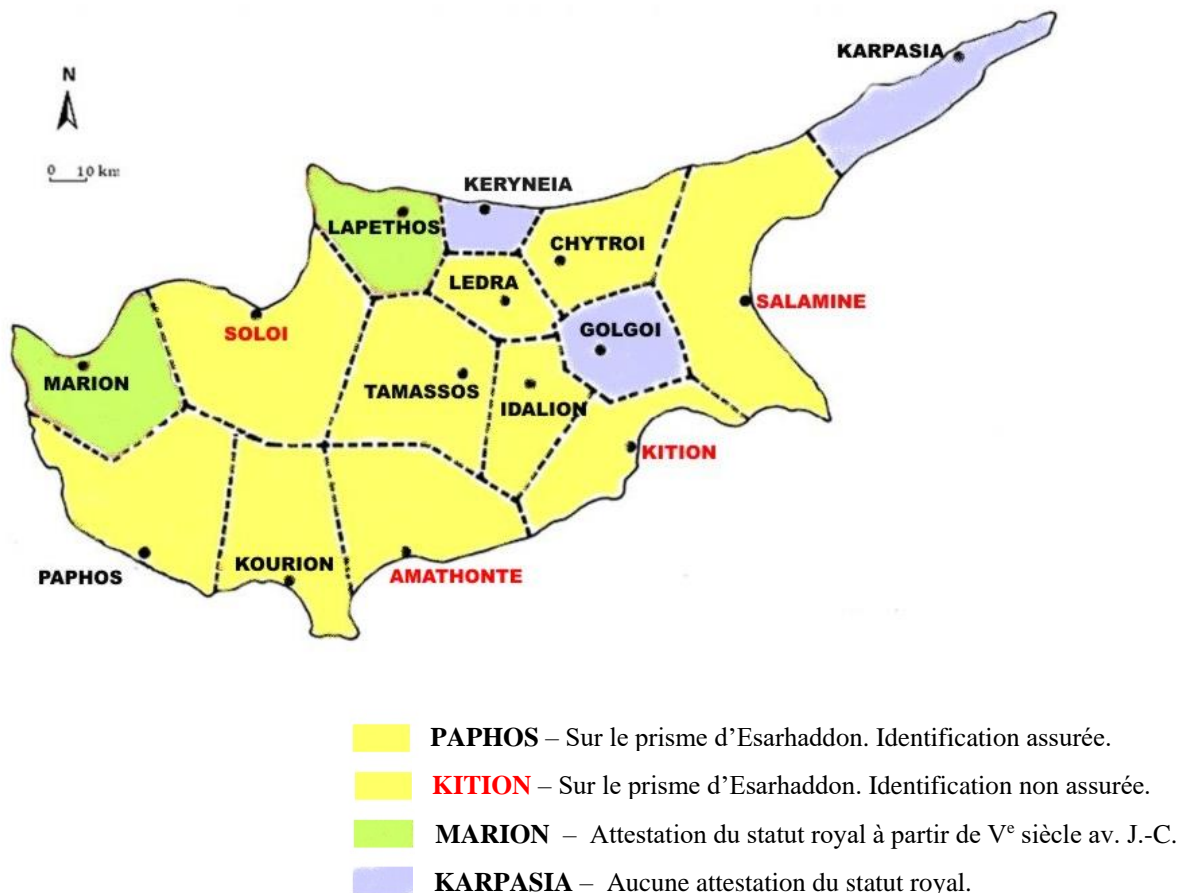 KARPASIA
N
0 10 km
KERYNEIA
LAPETHOS
CHYTROI
LEDRA
SALAMINE
SOLOI
GOLGOI
MARION
TAMASSOS
IDALION
KITION
PAPHOS
KOURION
AMATHONTE
PAPHOS – Sur le prisme d’Esarhaddon. Identification assurée.
KITION – Sur le prisme d’Esarhaddon. Identification non assurée.
MARION – Attestation du statut royal à partir de Ve siècle av. J.-C.
KARPASIA – Aucune attestation du statut royal.